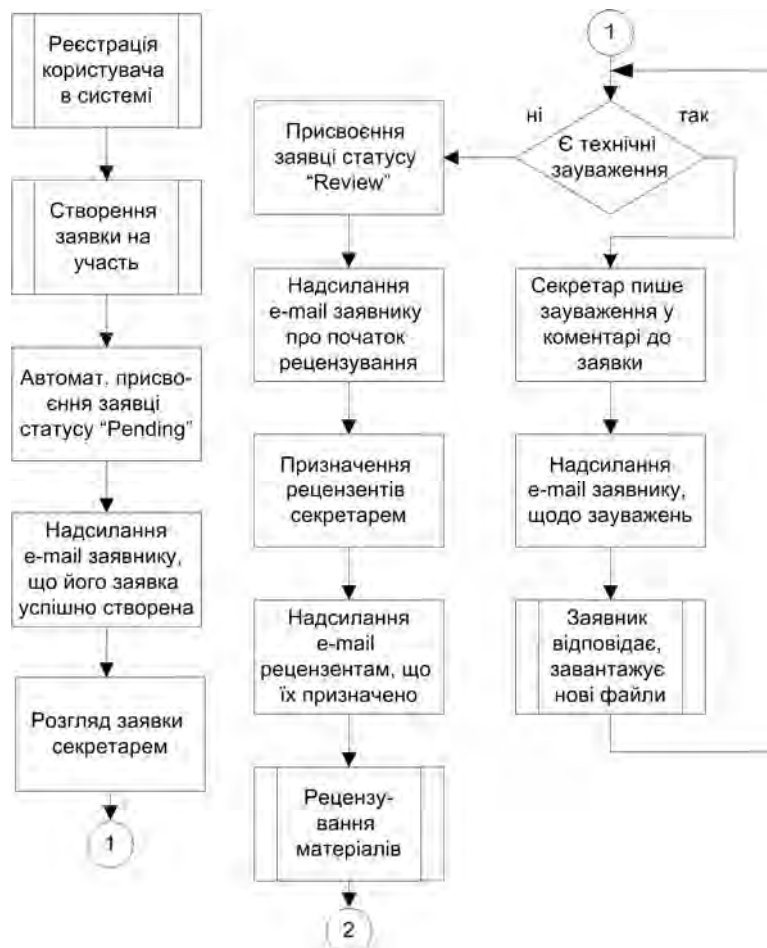 Реєстрація
користувача
в системі
Створення
заявки на
участь
Автомат. присво-
єння заявці
статусу “Pending”
Надсилання
e-mail заявнику,
що його заявка
успішно створена
Розгляд заявки
секретарем
1
1
ні
так
Є технічні
зауваження
Присвоєння
заявці статусу
“Review”
Надсилання
e-mail заявнику
про початок
рецензування
Призначення
рецензентів
секретарем
Надсилання
e-mail
рецензентам, що
їх призначено
Рецензу-
вання
матеріалів
2
Секретар пише
зауваження у
коментарі до
заявки
Надсилання
e-mail заявнику,
щодо зауважень
Заявник
відповідає,
завантажує
нові файли